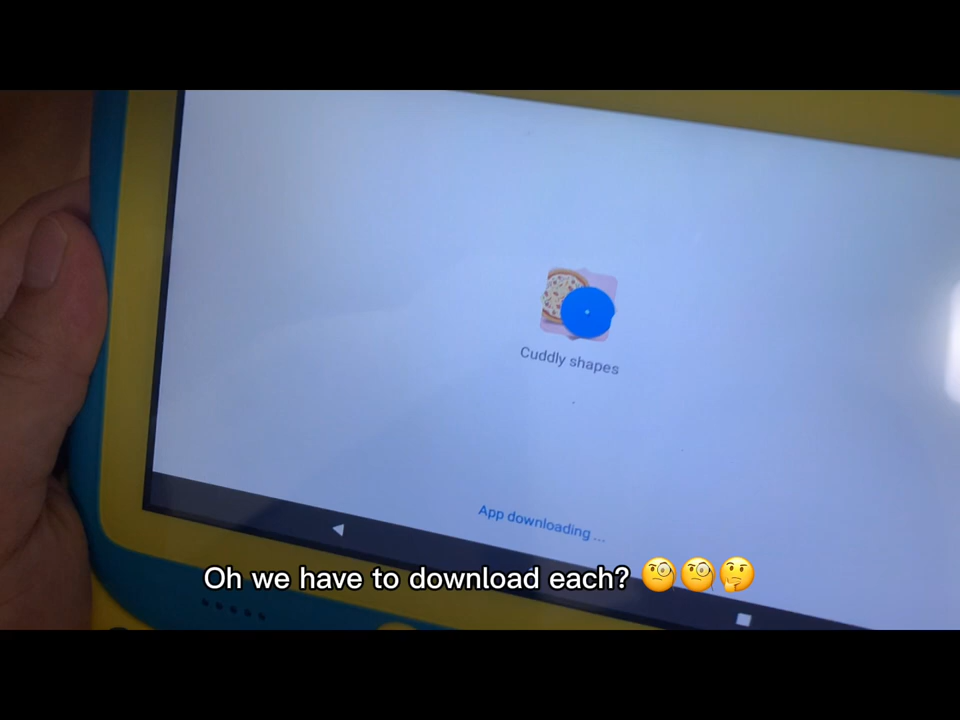 Cuddly shapes
App downloading ...
Oh we have to download each? 🧐🧐🤔